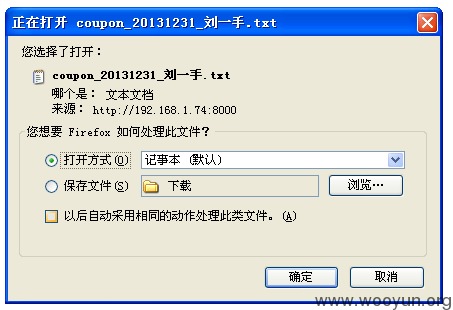 正在打开 coupon_20131231_刘一手.txt
您选择了打开：
coupon_20131231_刘一手.txt
哪个是： 文本文档
来源： http://192.168.1.74:8000
您想要 Firefox 如何处理此文件？
打开方式(O) 记事本 (默认)
保存文件(S) 下载 浏览…
以后自动采用相同的动作处理此类文件。(A)
确定 取消
www.wooyun.org